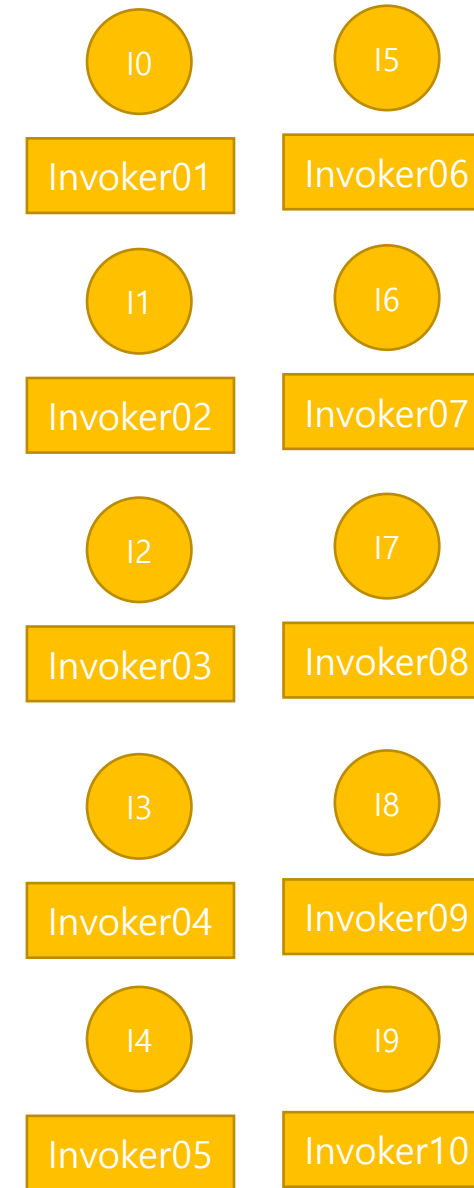 I0
Invoker01
I1
Invoker02
I2
Invoker03
I3
Invoker04
I4
Invoker05
I5
Invoker06
I6
Invoker07
I7
Invoker08
I8
Invoker09
I9
Invoker10